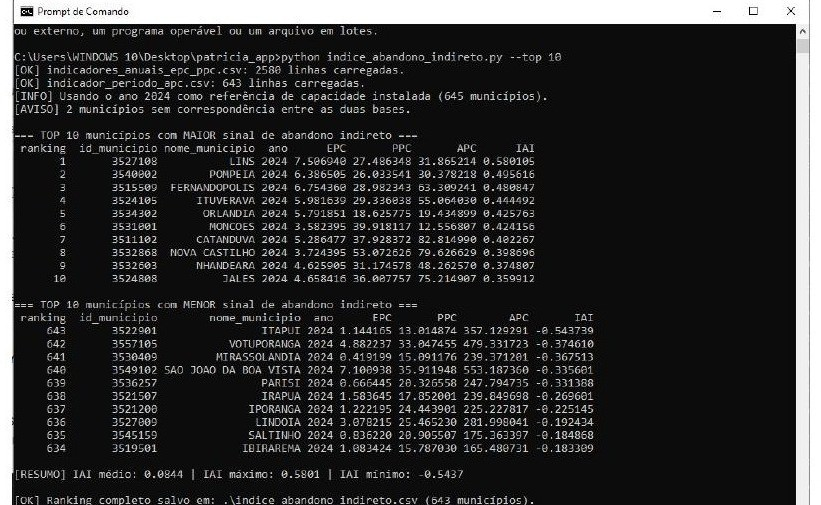 Prompt de Comando
ou externo, um programa operável ou um arquivo em lotes.
C:\Users\WINDOWS 10\Desktop\patricia_app>python indice_abandono_indireto.py --top 10
[OK] indicadores_anuais_epc_ppc.csv: 2580 linhas carregadas.
[OK] indicador_periodo_apc.csv: 643 linhas carregadas.
[INFO] Usando o ano 2024 como referência de capacidade instalada (645 municípios).
[AVISO] 2 municípios sem correspondência entre as duas bases.
=== TOP 10 municípios com MAIOR sinal de abandono indireto ===
ranking id_municipio nome_municipio ano EPC PPC APC IAI
1 3527108 LINS 2024 7.506940 27.486348 31.865214 0.580105
2 3540002 POMPEIA 2024 6.386505 26.033541 30.378218 0.495616
3 3515509 FERNANDOPOLIS 2024 6.754360 28.982343 63.309241 0.480847
4 3524105 ITUVERAVA 2024 5.981639 29.336038 55.064030 0.444492
5 3534302 ORLANDIA 2024 5.791851 18.625775 19.434899 0.425763
6 3531001 MONCOES 2024 3.582395 39.918117 12.556807 0.424156
7 3511102 CATANDUVA 2024 5.286477 37.928372 82.814990 0.402267
8 3532868 NOVA CASTILHO 2024 3.724395 53.072626 79.626629 0.398696
9 3532603 NHANDEARA 2024 4.625905 31.174578 48.262570 0.374807
10 3524808 JALES 2024 4.658416 36.007757 75.214907 0.359912
=== TOP 10 municípios com MENOR sinal de abandono indireto ===
ranking id_municipio nome_municipio ano EPC PPC APC IAI
643 3522901 ITAPUI 2024 1.144165 13.014874 357.129291 -0.543739
642 3557105 VOTUPORANGA 2024 4.882237 33.047455 479.331723 -0.374610
641 3530409 MIRASSOLANDIA 2024 0.419199 15.091176 239.371201 -0.367513
640 3549102 SAO JOAO DA BOA VISTA 2024 7.100938 35.911948 553.187360 -0.335601
639 3536257 PARISI 2024 0.666445 20.326558 247.794735 -0.331388
638 3521507 IRAPUA 2024 1.583645 17.852001 239.849698 -0.269601
637 3521200 IPORANGA 2024 1.222195 24.443901 225.227817 -0.225145
636 3527009 LINDOIA 2024 3.078215 25.465230 281.998041 -0.192434
635 3545159 SALTINHO 2024 0.836220 20.905507 175.363397 -0.184868
634 3519501 IBIRAREMA 2024 1.083424 15.787030 165.480731 -0.183309
[RESUMO] IAI médio: 0.0844 | IAI máximo: 0.5801 | IAI mínimo: -0.5437
[OK] Ranking completo salvo em: .\indice_abandono_indireto.csv (643 municípios).